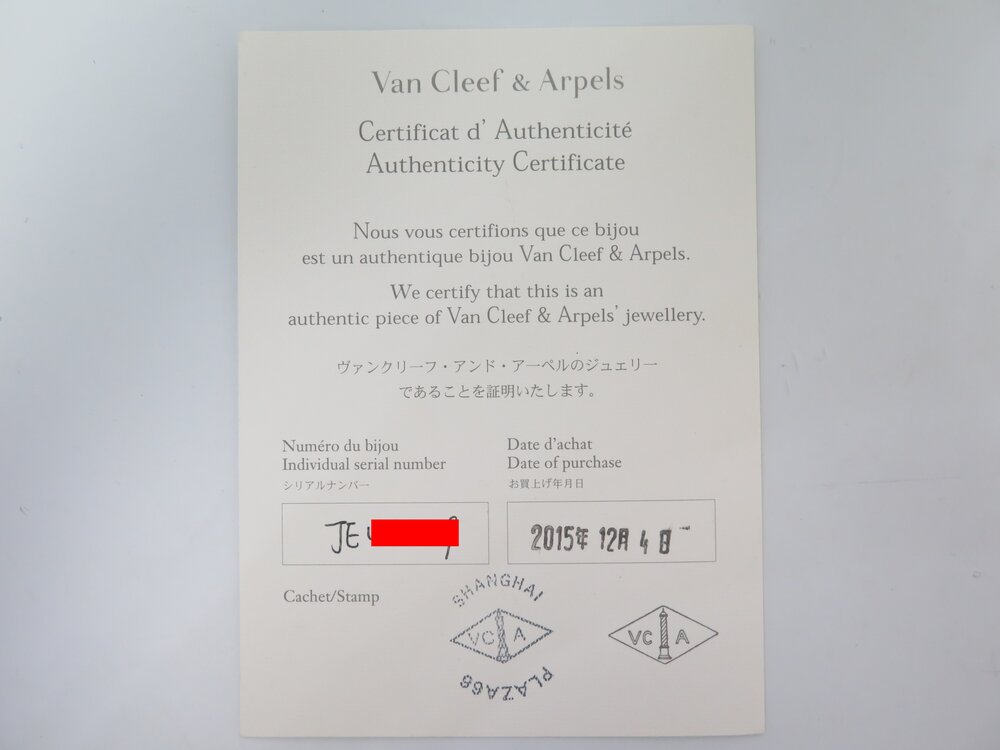 Van Cleef & Arpels
Certificat d' Authenticité
Authenticity Certificate
Nous vous certifions que ce bijou
est un authentique bijou Van Cleef & Arpels.
We certify that this is an
authentic piece of Van Cleef & Arpels' jewellery.
ヴァンクリーフ・アンド・アーペルのジュエリー
であることを証明いたします。
Numéro du bijou
Individual serial number
シリアルナンバー
Date d'achat
Date of purchase
お買上げ年月日
JE
2015年 12月 4日
Cachet/Stamp
SHANGHAI
VC A
PLAZA66
VC A